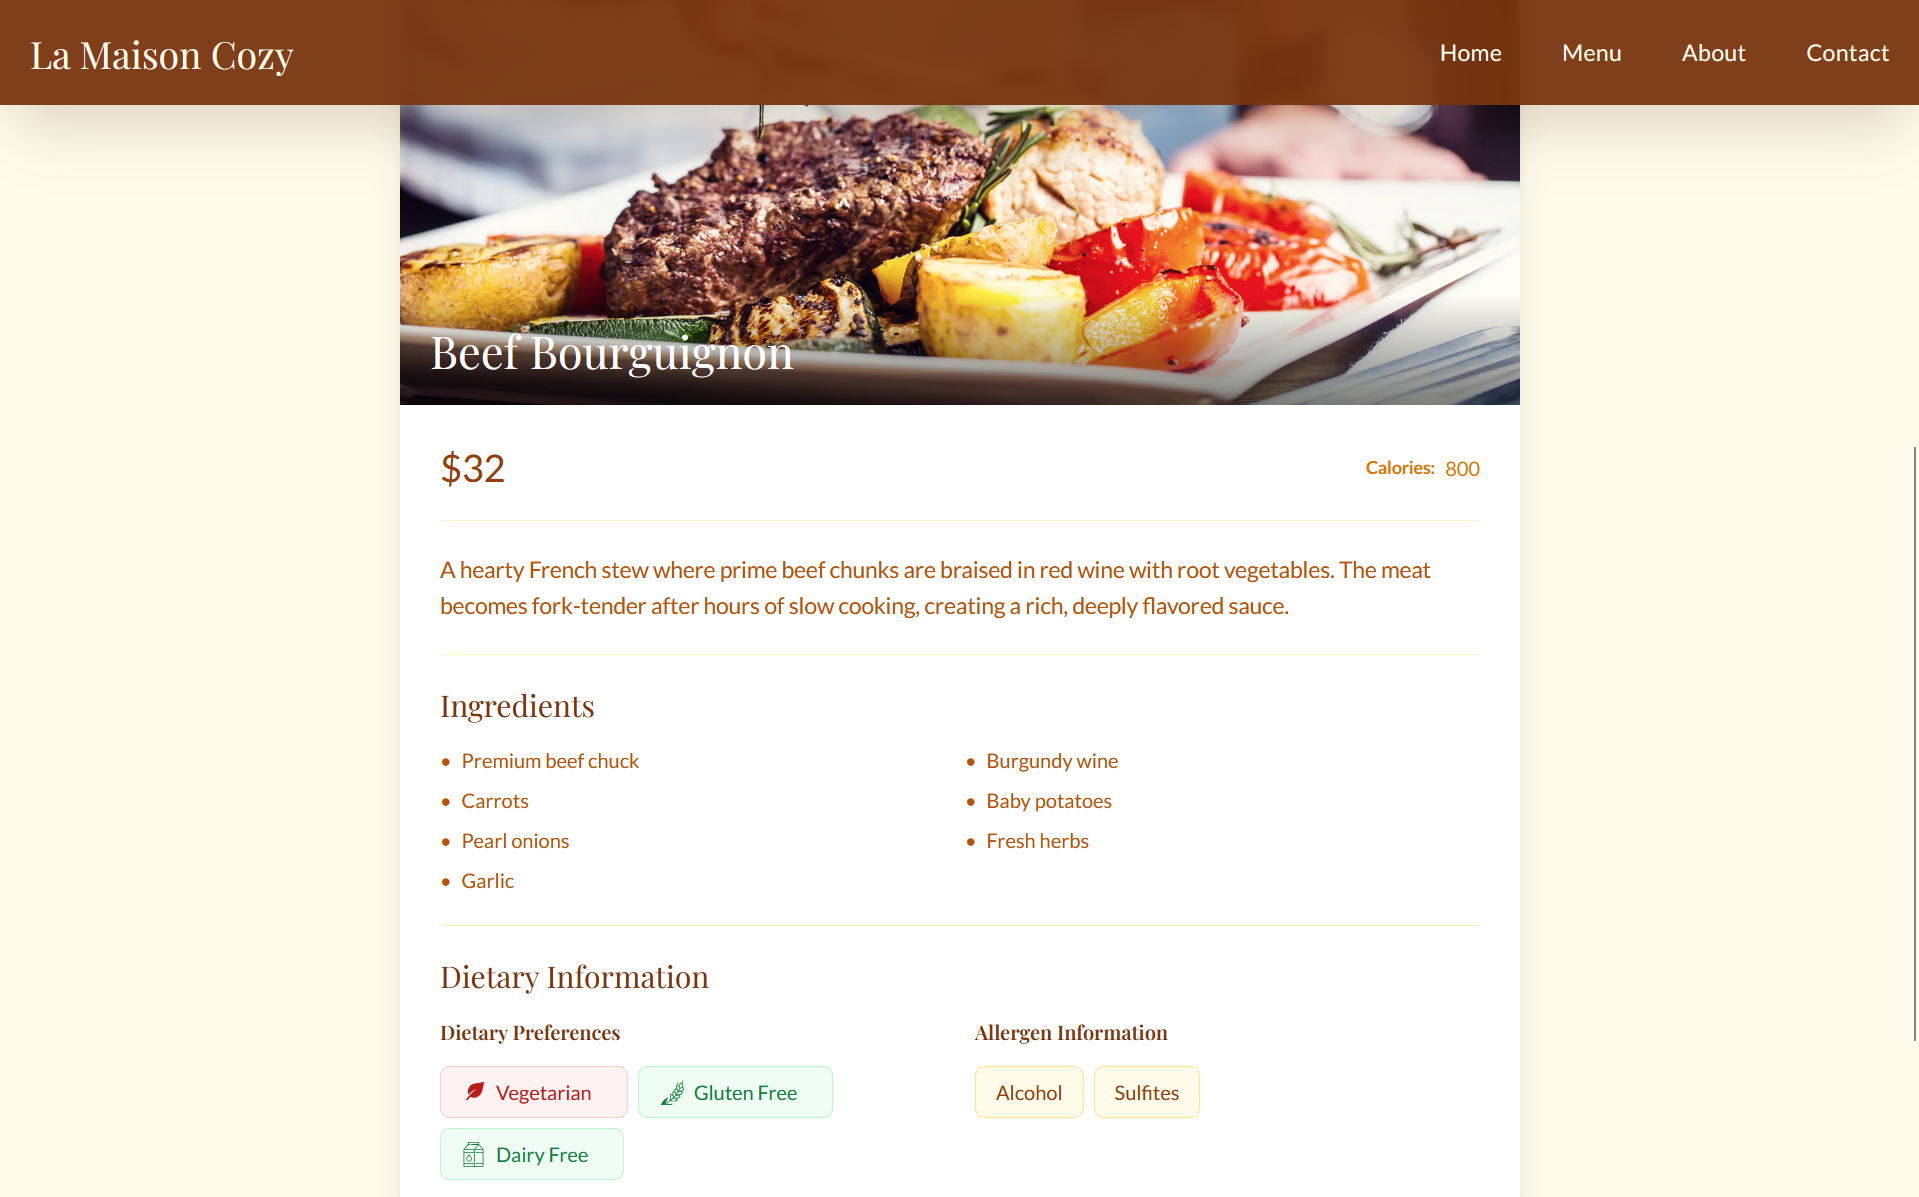 La Maison Cozy
Home Menu About Contact
Beef Bourguignon
$32
Calories: 800
A hearty French stew where prime beef chunks are braised in red wine with root vegetables. The meat
becomes fork-tender after hours of slow cooking, creating a rich, deeply flavored sauce.
Ingredients
• Premium beef chuck
• Burgundy wine
• Carrots
• Baby potatoes
• Pearl onions
• Fresh herbs
• Garlic
Dietary Information
Dietary Preferences
Vegetarian
Gluten Free
Dairy Free
Allergen Information
Alcohol
Sulfites